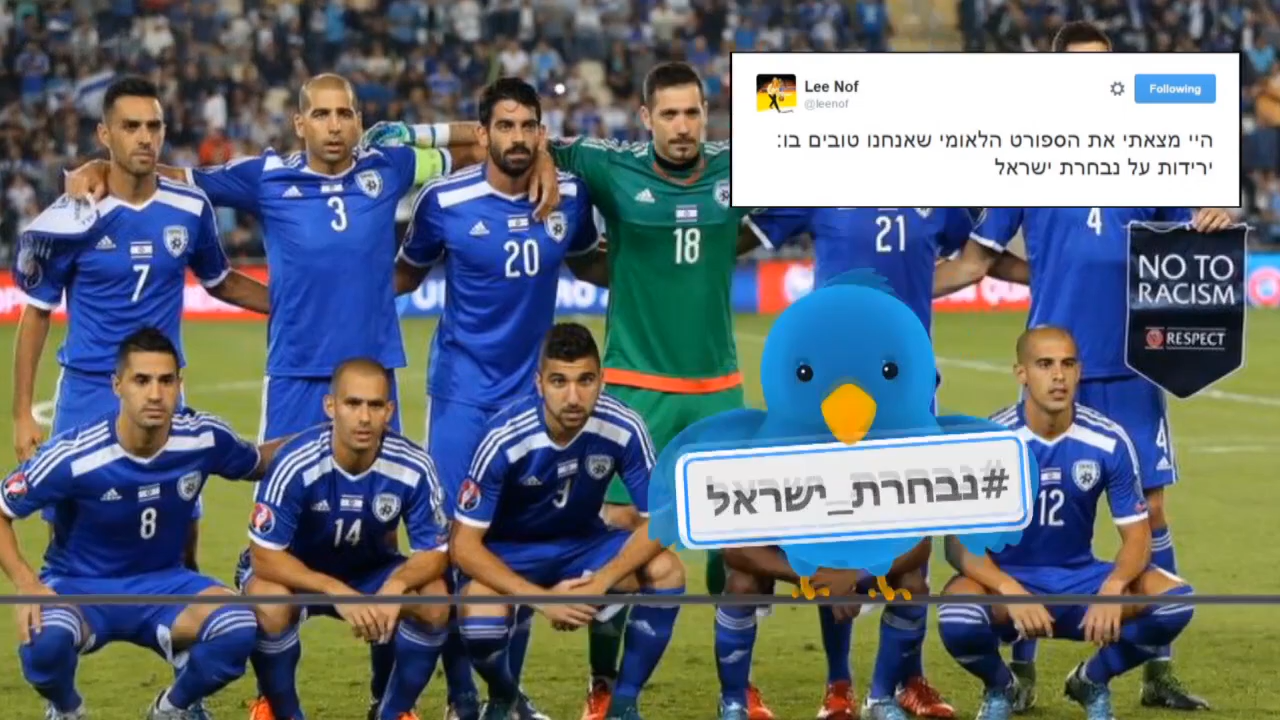 Lee Nof
@leenof
Following
היי מצאתי את הספורט הלאומי שאנחנו טובים בו:
ירידות על נבחרת ישראל
7
3
20
18
21
4
NO TO
RACISM
RESPECT
8
14
12
4
#נבחרת_ישראל